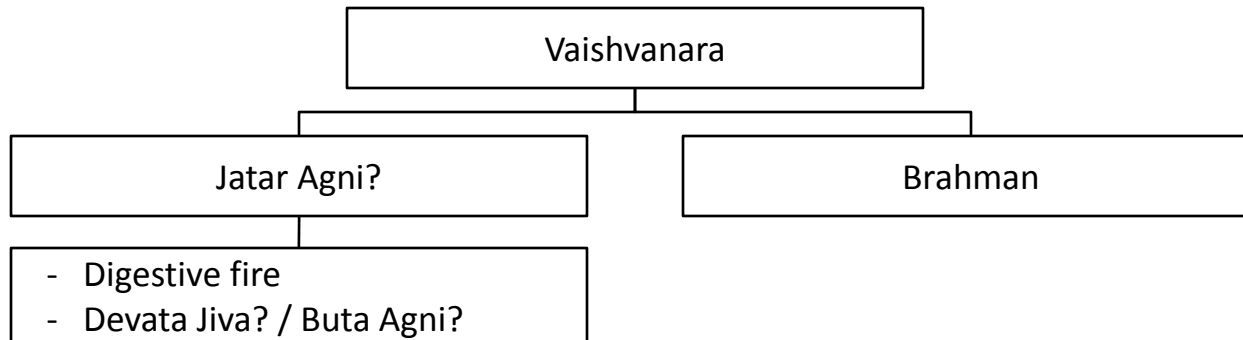 Vaishvanara
Jatar Agni?
Brahman
- Digestive fire
- Devata Jiva? / Buta Agni?